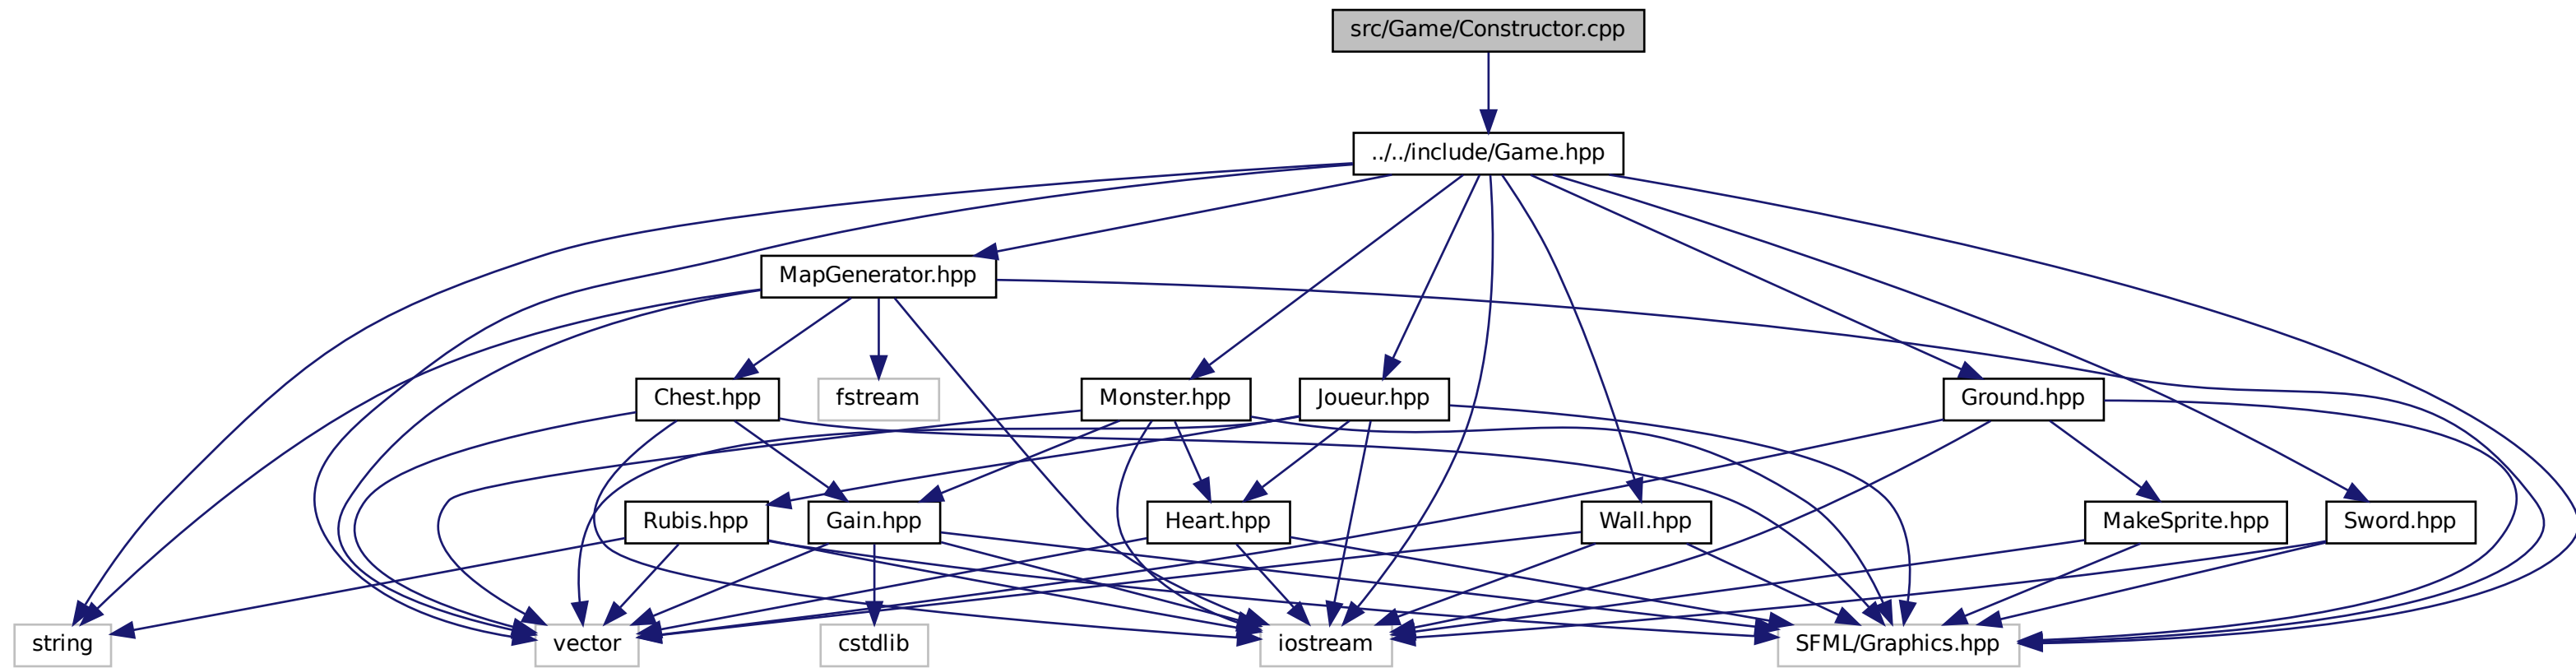 src/Game/Constructor.cpp
../../include/Game.hpp
MapGenerator.hpp
Chest.hpp
fstream
Monster.hpp
Joueur.hpp
Ground.hpp
Rubis.hpp
Gain.hpp
Heart.hpp
Wall.hpp
MakeSprite.hpp
Sword.hpp
string
vector
cstdlib
iostream
SFML/Graphics.hpp